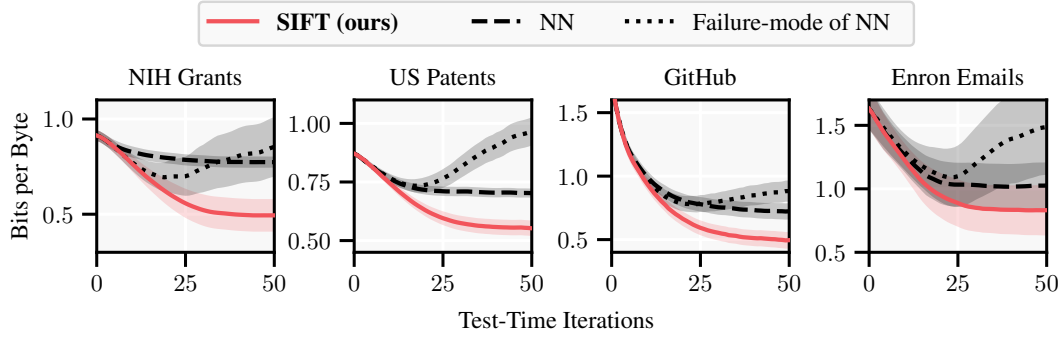 SIFT (ours) NN Failure-mode of NN
NIH Grants US Patents GitHub Enron Emails
Bits per Byte
1.0
0.5
1.00
0.75
0.50
1.5
1.0
0.5
1.5
1.0
0.5
0 25 50 0 25 50 0 25 50 0 25 50
Test-Time Iterations